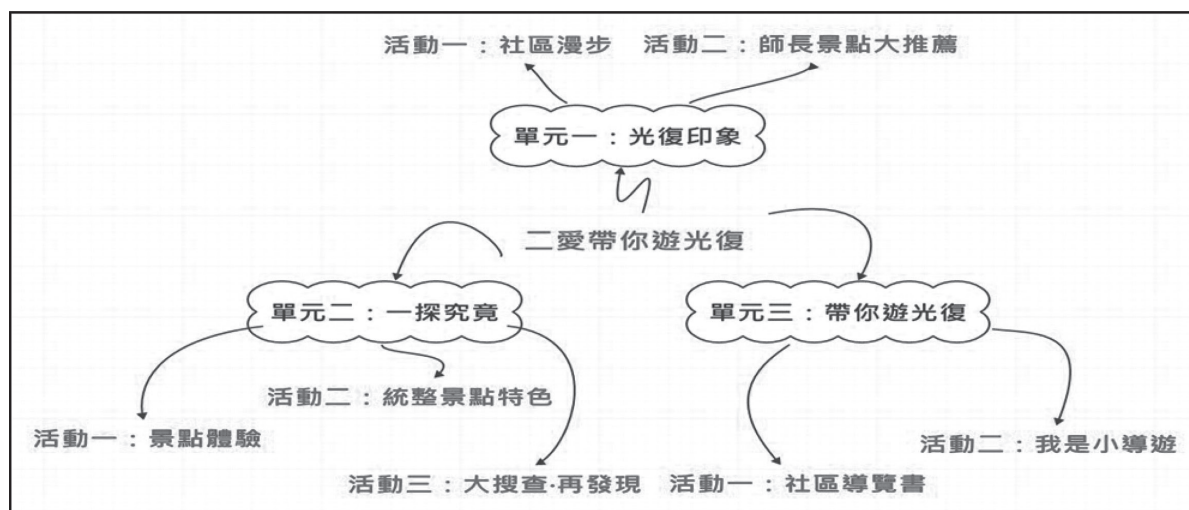 活動一：社區漫步
活動二：師長景點大推薦
單元一：光復印象
二愛帶你遊光復
單元二：一探究竟
單元三：帶你遊光復
活動二：統整景點特色
活動一：景點體驗
活動二：我是小導遊
活動三：大搜查·再發現
活動一：社區導覽書